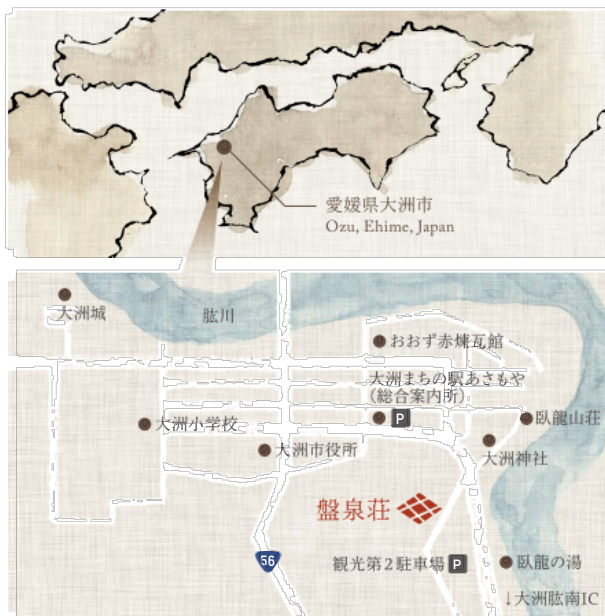 愛媛県大洲市
Ozu, Ehime, Japan
大洲城
肱川
おおず赤煉瓦館
大洲まちの駅あさもや
（総合案内所）
P
臥龍山荘
大洲小学校
大洲市役所
大洲神社
盤泉荘
56
観光第2駐車場 P
臥龍の湯
↓大洲肱南IC